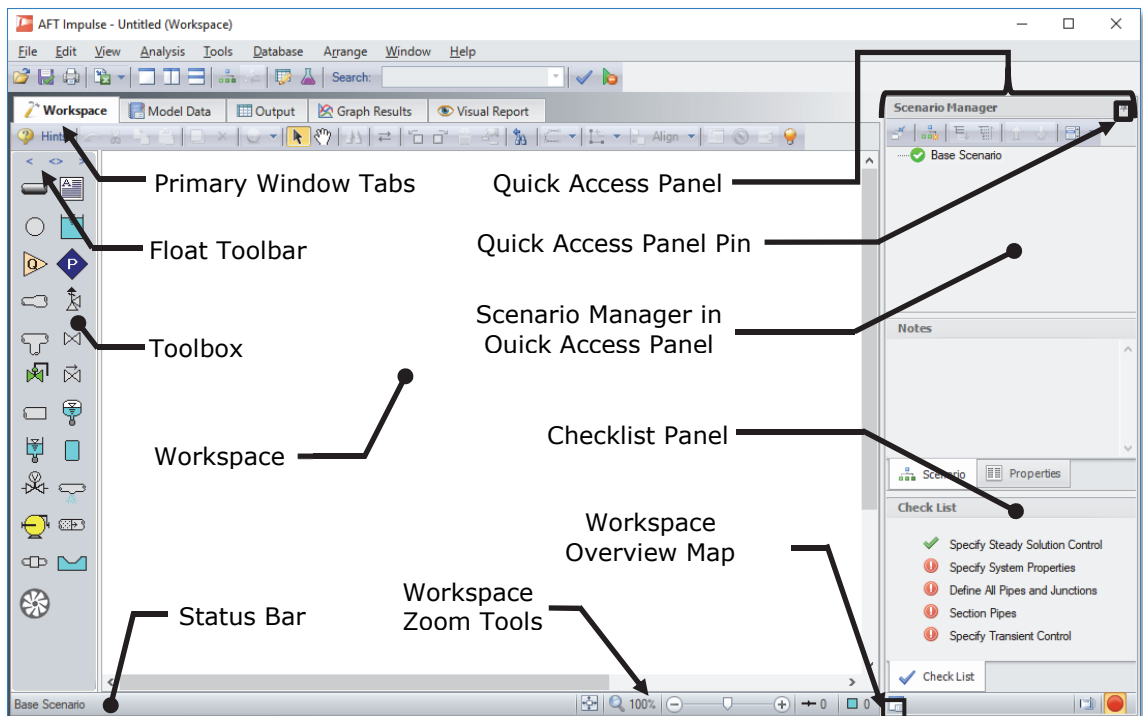 AFT Impulse - Untitled (Workspace)
File Edit View Analysis Tools Database Arrange Window Help
Search:
Workspace Model Data Output Graph Results Visual Report
Scenario Manager
Hint
Align
< <> >
Base Scenario
Primary Window Tabs
Quick Access Panel
Float Toolbar
Quick Access Panel Pin
Q P
Scenario Manager in
Ouick Access Panel
Notes
Toolbox
Workspace
Checklist Panel
Scenario Properties
Check List
Workspace
Overview Map
Specify Steady Solution Control
Specify System Properties
Define All Pipes and Junctions
Section Pipes
Specify Transient Control
Workspace
Zoom Tools
Status Bar
Check List
Base Scenario
100%
0
0